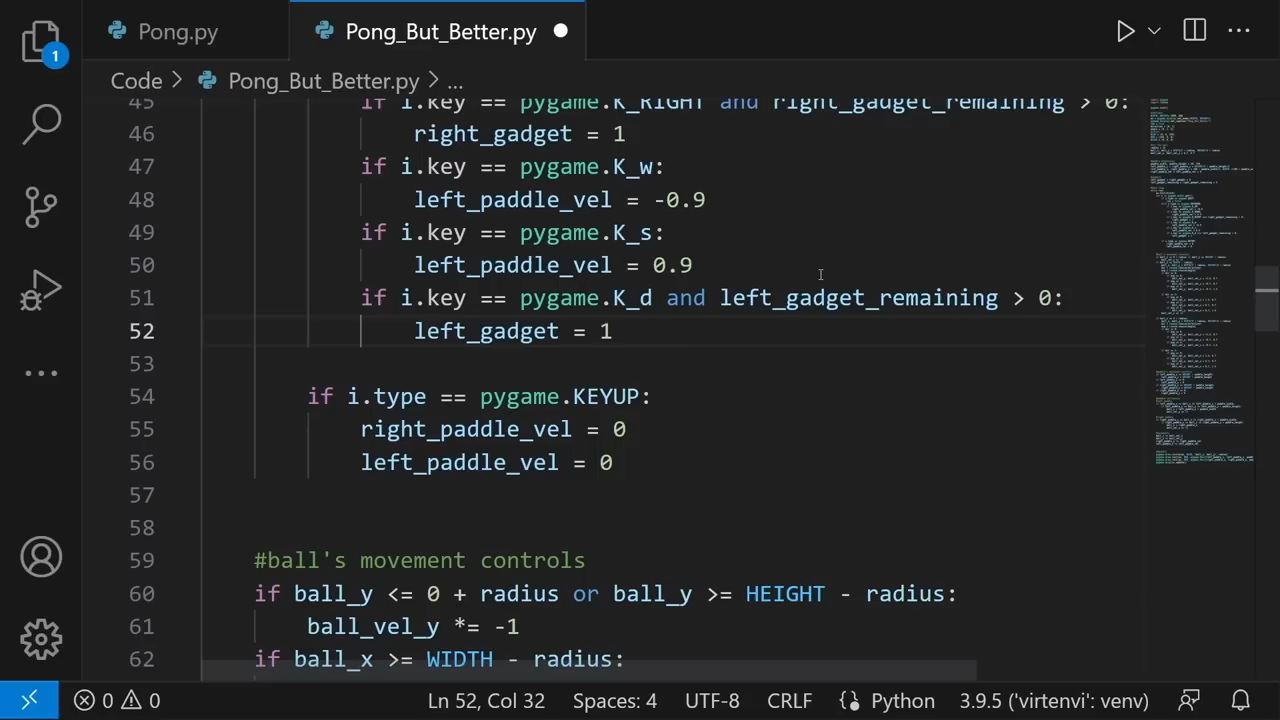 Pong.py
Pong_But_Better.py
1
Code > Pong_But_Better.py > ...
45 if i.key == pygame.K_RIGHT and right_gadget_remaining > 0:
46 right_gadget = 1
47 if i.key == pygame.K_w:
48 left_paddle_vel = -0.9
49 if i.key == pygame.K_s:
50 left_paddle_vel = 0.9
51 if i.key == pygame.K_d and left_gadget_remaining > 0:
52 left_gadget = 1
53
54 if i.type == pygame.KEYUP:
55 right_paddle_vel = 0
56 left_paddle_vel = 0
57
58
59 #ball's movement controls
60 if ball_y <= 0 + radius or ball_y >= HEIGHT - radius:
61 ball_vel_y *= -1
62 if ball_x >= WIDTH - radius:
0 0 Ln 52, Col 32 Spaces: 4 UTF-8 CRLF Python 3.9.5 ('virtenvi': venv)